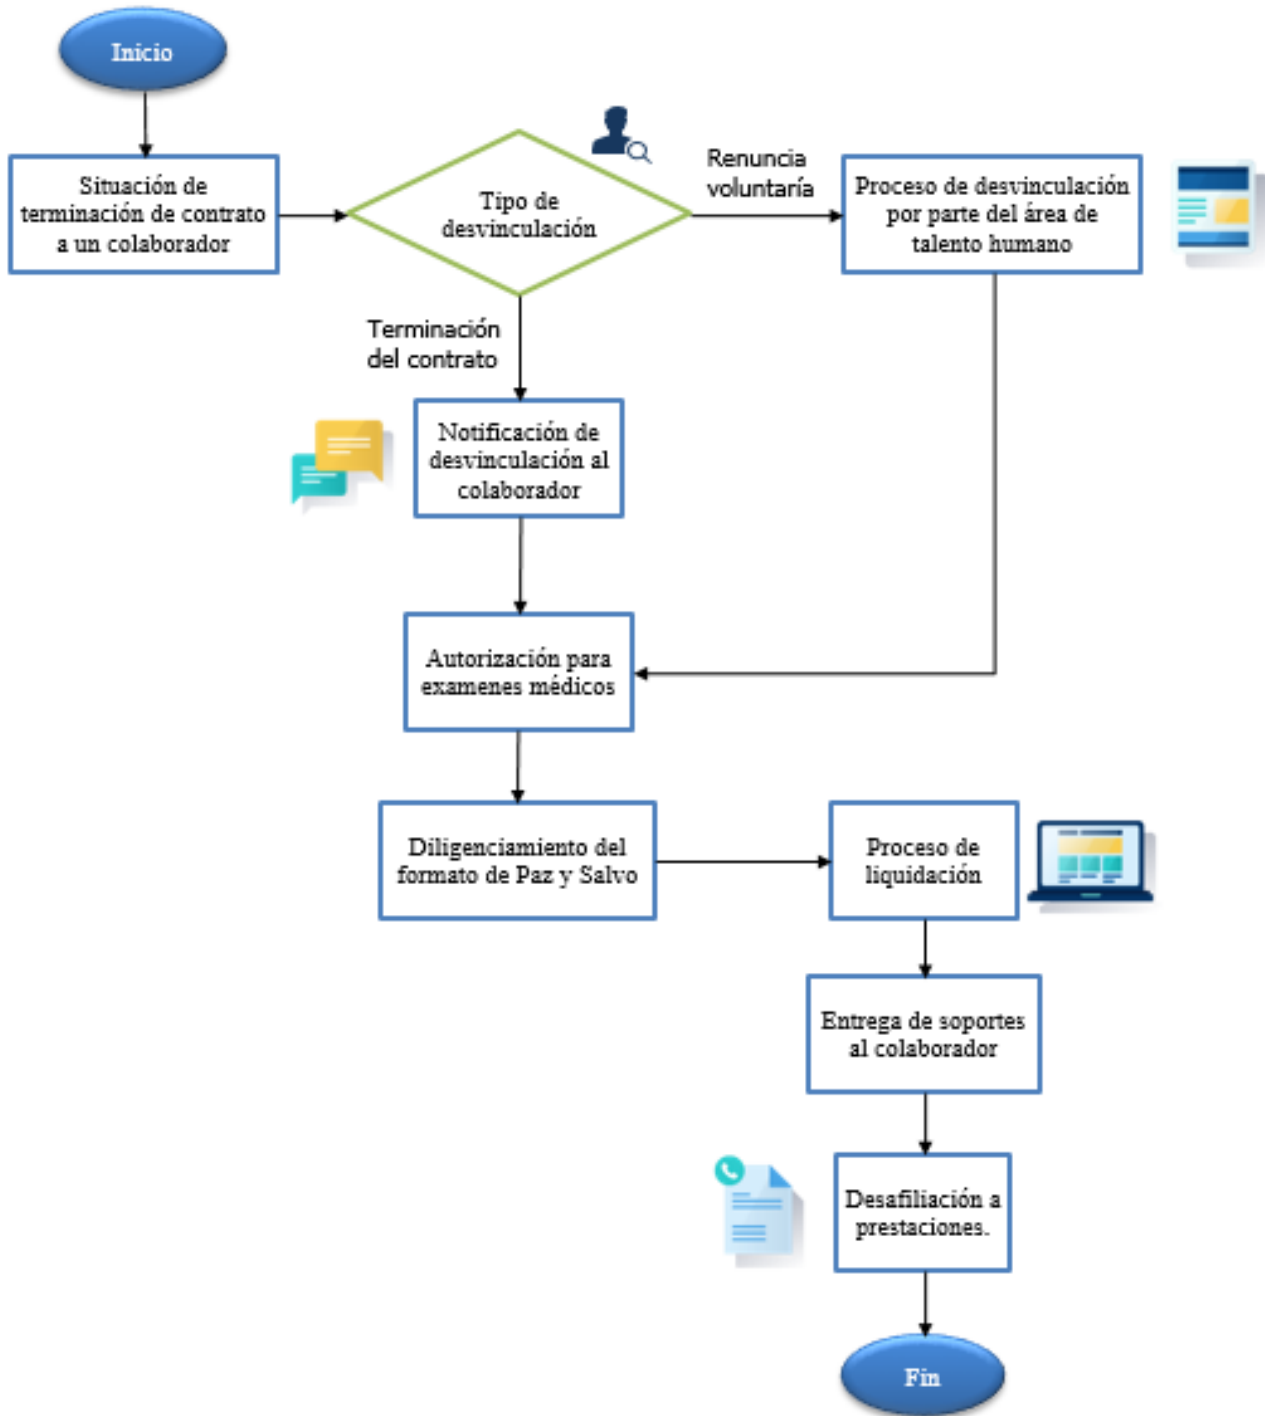 Inicio
Situación de
terminación de contrato
a un colaborador
Tipo de
desvinculación
Renuncia
voluntaría
Proceso de desvinculación
por parte del área de
talento humano
Terminación
del contrato
Notificación de
desvinculación al
colaborador
Autorización para
examenes médicos
Diligenciamiento del
formato de Paz y Salvo
Proceso de
liquidación
Entrega de soportes
al colaborador
Desafiliación a
prestaciones.
Fin